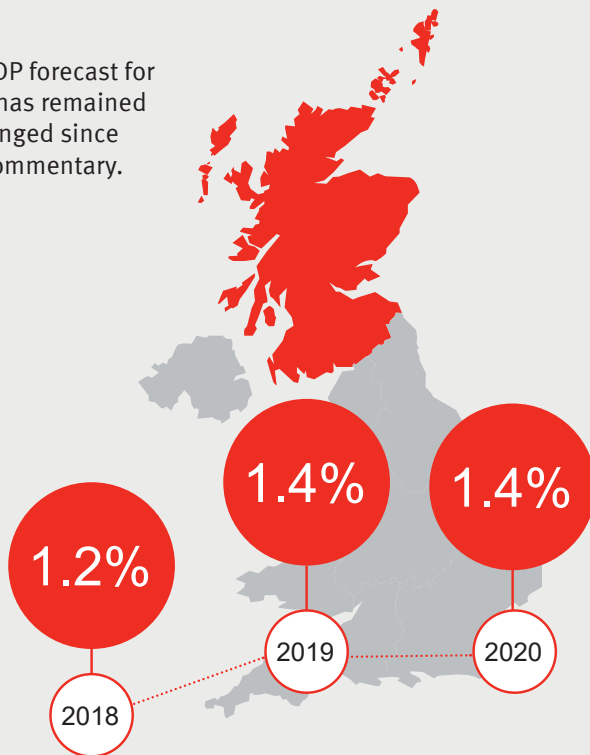 DP forecast for
has remained
nged since
ommentary.
1.4%
1.4%
1.2%
2019
2020
2018